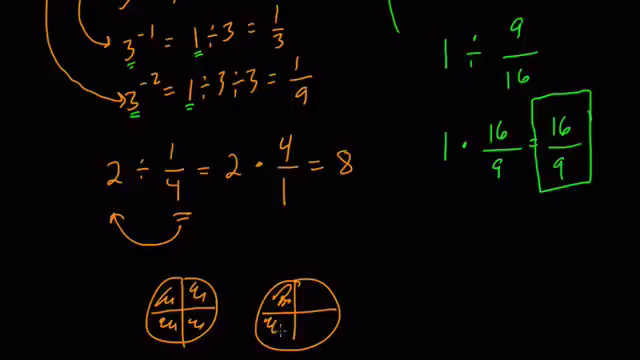 3⁻¹ = 1 ÷ 3 = 1/3
3⁻² = 1 ÷ 3 ÷ 3 = 1/9
2 ÷ 1/4 = 2 · 4/1 = 8
1 ÷ 9/16
1 · 16/9 = 16/9